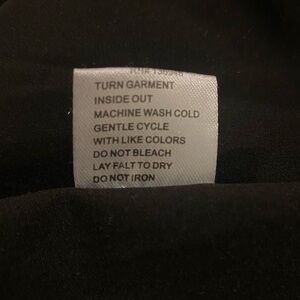 TURN GARMENT
INSIDE OUT
MACHINE WASH COLD
GENTLE CYCLE
WITH LIKE COLORS
DO NOT BLEACH
LAY FALT TO DRY
DO NOT IRON